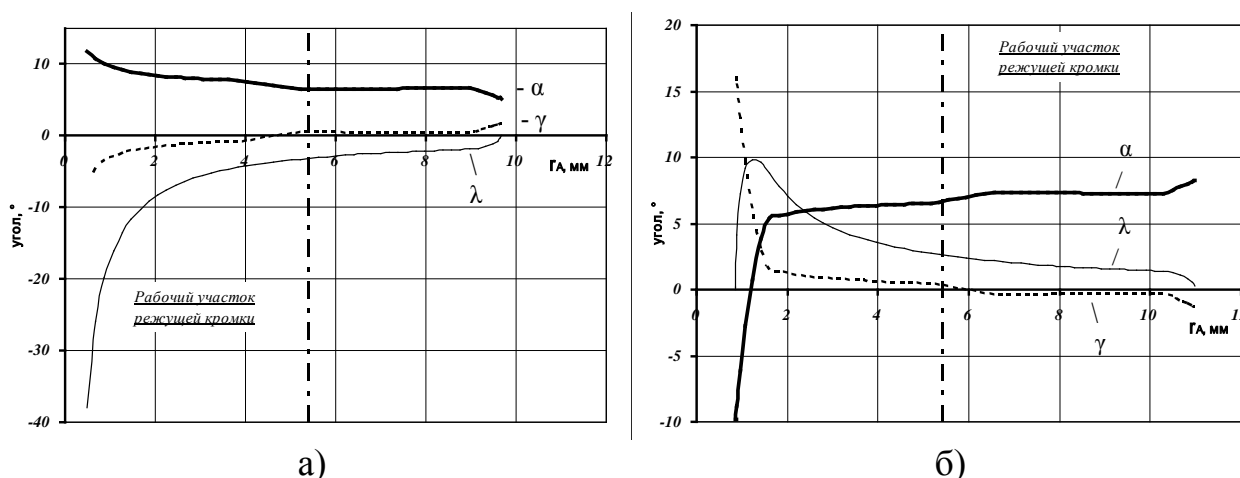 10
0
-10
-20
-30
-40
0
2
4
6
8
10
12
угол, °
rA, мм
- α
- γ
λ
Рабочий участок
режущей кромки
а)
20
15
10
5
0
-5
-10
0
2
4
6
8
10
12
угол, °
rA, мм
Рабочий участок
режущей кромки
α
λ
γ
б)